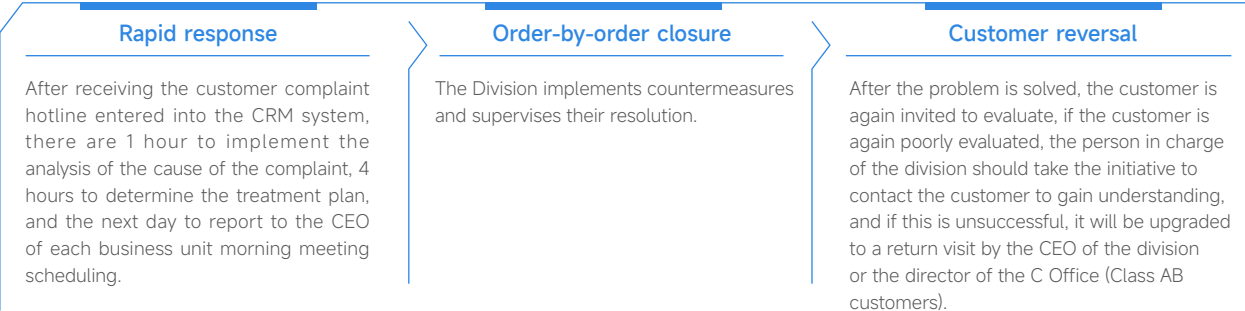 Rapid response
After receiving the customer complaint
hotline entered into the CRM system,
there are 1 hour to implement the
analysis of the cause of the complaint, 4
hours to determine the treatment plan,
and the next day to report to the CEO
of each business unit morning meeting
scheduling.
Order-by-order closure
The Division implements countermeasures
and supervises their resolution.
Customer reversal
After the problem is solved, the customer is
again invited to evaluate, if the customer is
again poorly evaluated, the person in charge
of the division should take the initiative to
contact the customer to gain understanding,
and if this is unsuccessful, it will be upgraded
to a return visit by the CEO of the division
or the director of the C Office (Class AB
customers).